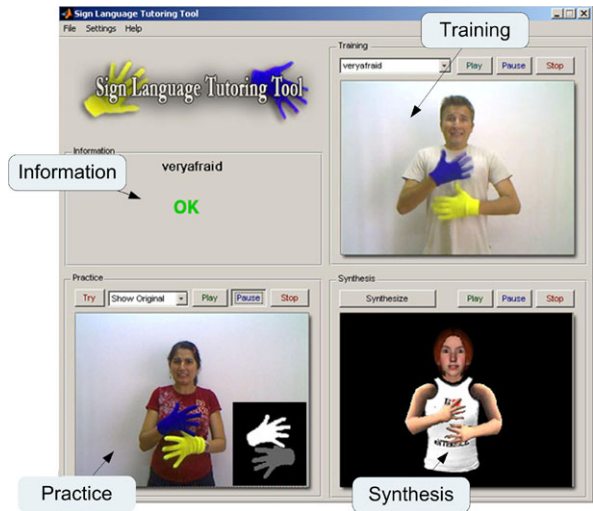 Sign Language Tutoring Tool
File Settings Help
Training
Training
veryafraid Play Pause Stop
Sign Language Tutoring Tool
Information
Information
veryafraid
OK
Practice
Try Show Original Play Pause Stop
Synthesis
Synthesize Play Pause Stop
Practice
Synthesis